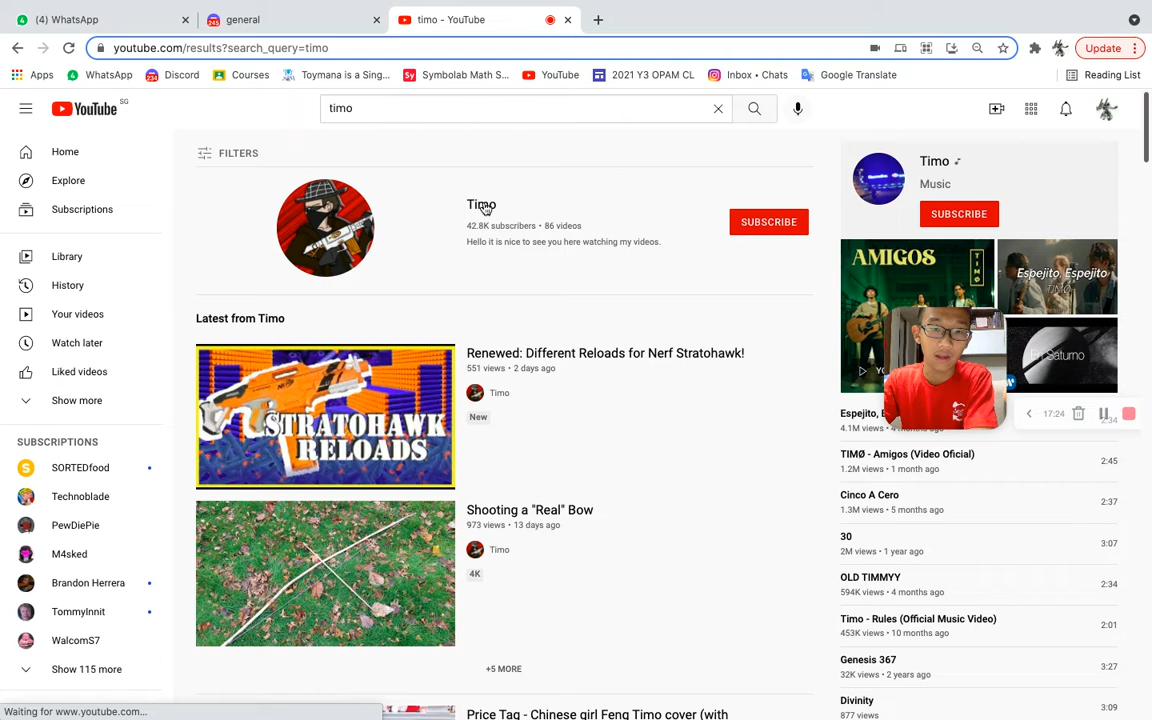 (4) WhatsApp
general
timo - YouTube
youtube.com/results?search_query=timo
Update
Apps
WhatsApp
Discord
Courses
Toymana is a Sing...
Symbolab Math S...
YouTube
2021 Y3 OPAM CL
Inbox • Chats
Google Translate
Reading List
YouTube SG
timo
Home
Explore
Subscriptions
Library
History
Your videos
Watch later
Liked videos
Show more
SUBSCRIPTIONS
SORTEDfood
Technoblade
PewDiePie
M4sked
Brandon Herrera
TommyInnit
WalcomS7
Show 115 more
Waiting for www.youtube.com...
FILTERS
Timo
42.8K subscribers • 86 videos
Hello it is nice to see you here watching my videos.
SUBSCRIBE
Latest from Timo
STRATOHAWK
RELOADS
Renewed: Different Reloads for Nerf Stratohawk!
551 views • 2 days ago
Timo
New
Shooting a "Real" Bow
973 views • 13 days ago
Timo
4K
+5 MORE
Price Tag - Chinese girl Feng Timo cover (with
Timo
Music
SUBSCRIBE
AMIGOS
TIMØ
Espejito, Espejito
TIMØ
En Saturno
17:24
2:34
4.1M views
TIMØ - Amigos (Video Oficial)
1.2M views • 1 month ago
2:45
Cinco A Cero
1.3M views • 5 months ago
2:37
30
2M views • 1 year ago
3:07
OLD TIMMYY
594K views • 4 months ago
2:34
Timo - Rules (Official Music Video)
453K views • 10 months ago
2:01
Genesis 367
32K views • 2 years ago
3:27
Divinity
877 views
3:09